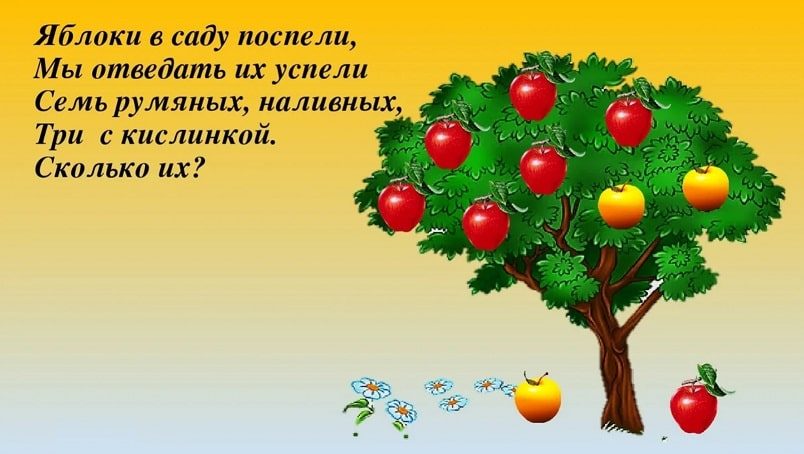 Яблоки в саду поспели,
Мы отведать их успели
Семь румяных, наливных,
Три с кислинкой.
Сколько их?